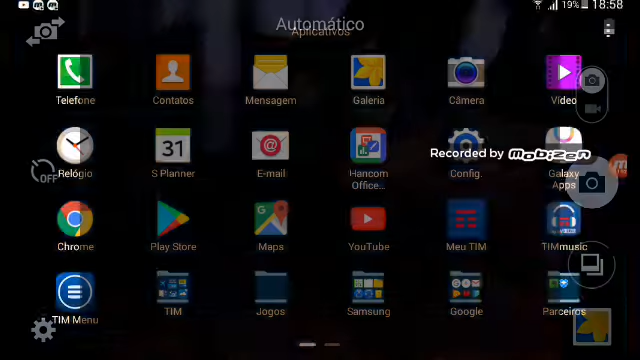 19% 18:58
Automático
Aplicativos
Telefone Contatos Mensagem Galeria Câmera Vídeo
31
Recorded by MOBIZEN
Relógio S Planner E-mail Hancom Office... Config. Galaxy Apps
OFF
Chrome Play Store Maps YouTube Meu TIM TIMmusic
TIM Menu TIM Jogos Samsung Google Parceiros